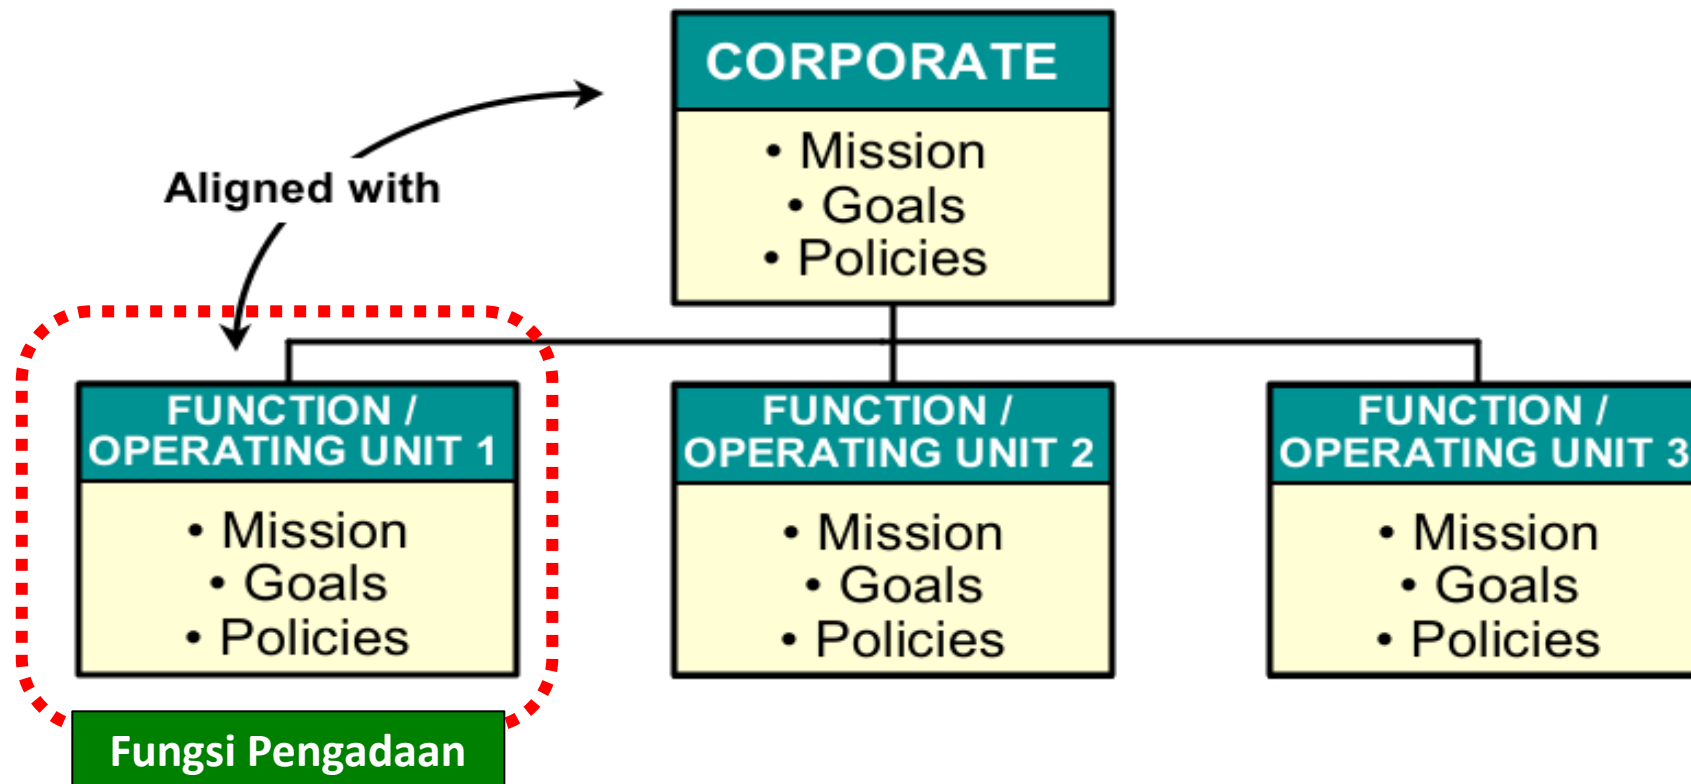 CORPORATE
• Mission
• Goals
• Policies
Aligned with
FUNCTION /
OPERATING UNIT 1
• Mission
• Goals
• Policies
FUNCTION /
OPERATING UNIT 2
• Mission
• Goals
• Policies
FUNCTION /
OPERATING UNIT 3
• Mission
• Goals
• Policies
Fungsi Pengadaan